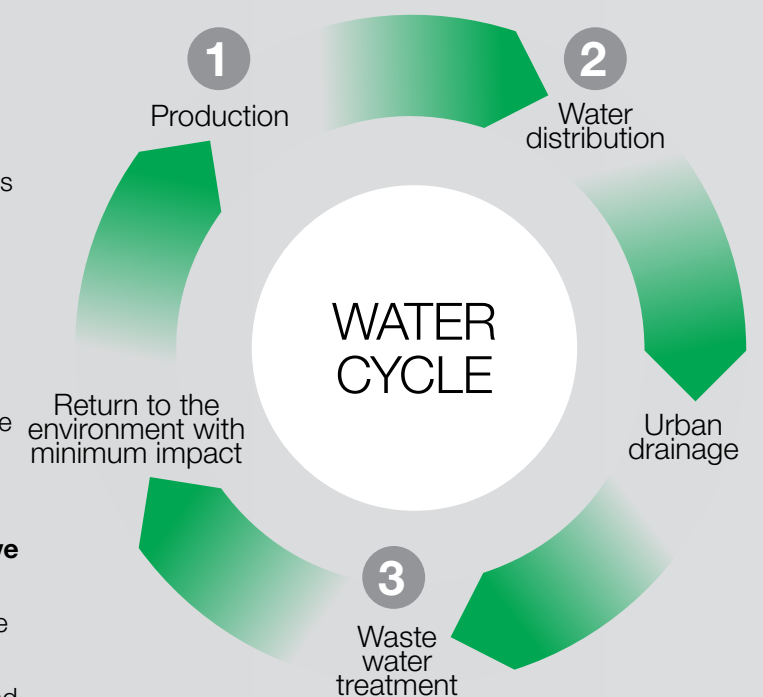 1
Production
2
Water
distribution
WATER
CYCLE
Urban
drainage
3
Waste
water
treatment
Return to the
environment with
minimum impact